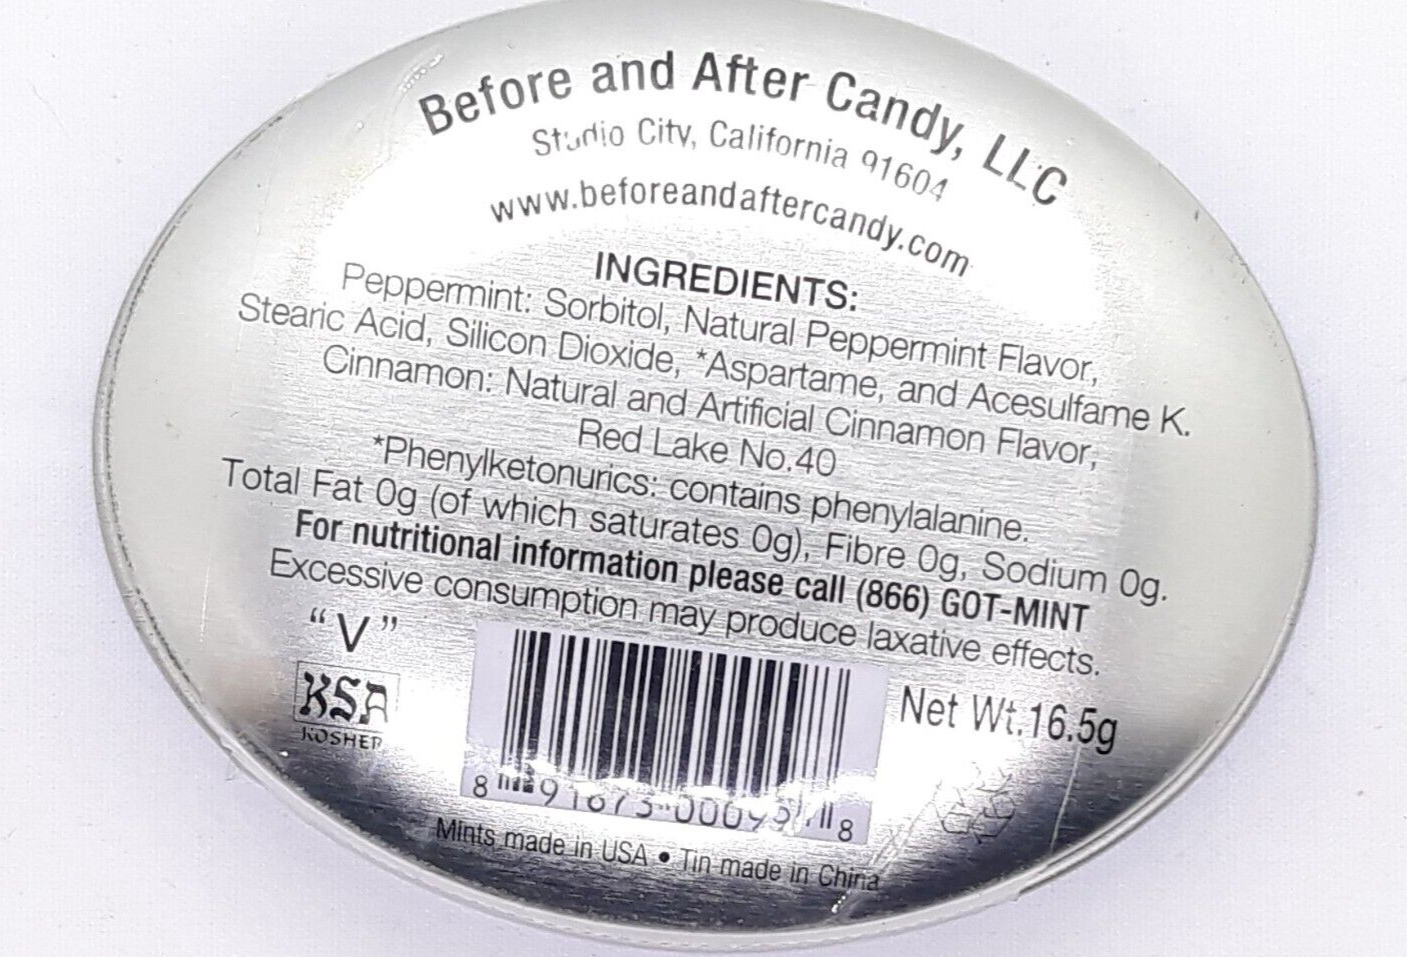 Before and After Candy, LLC
Studio City, California 91604
www.beforeandaftercandy.com
INGREDIENTS:
Peppermint: Sorbitol, Natural Peppermint Flavor,
Stearic Acid, Silicon Dioxide, *Aspartame, and Acesulfame K.
Cinnamon: Natural and Artificial Cinnamon Flavor,
Red Lake No.40
*Phenylketonurics: contains phenylalanine.
Total Fat 0g (of which saturates 0g), Fibre 0g, Sodium 0g.
For nutritional information please call (866) GOT-MINT
Excessive consumption may produce laxative effects.
“V”
KSA
KOSHER
Net Wt.16.5g
8 8
Mints made in USA • Tin made in China